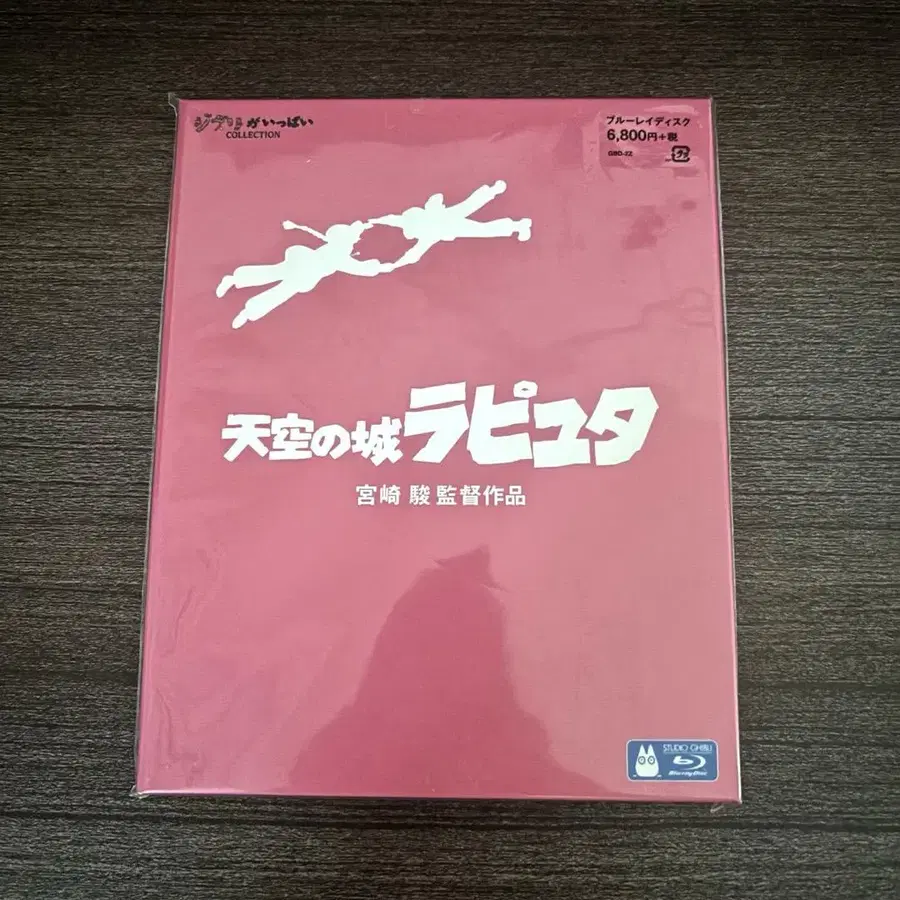 ジブリがいっぱい
COLLECTION
ブルーレイディスク
6,800円+税
天空の城ラピュタ
宮崎 駿 監督作品
STUDIO GHIBLI
Blu-ray Disc